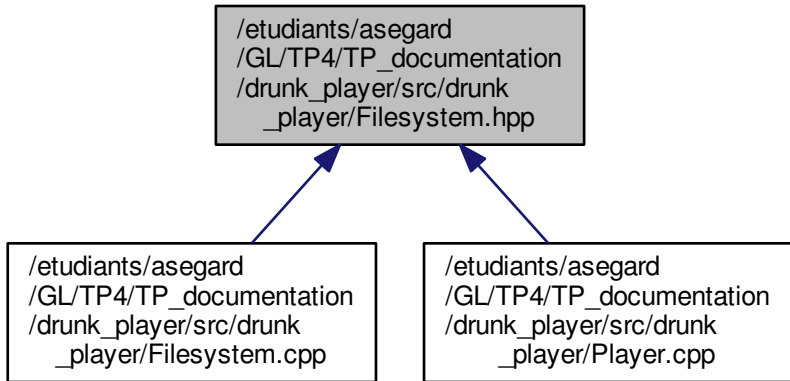 /etudiants/asegard
/GL/TP4/TP_documentation
/drunk_player/src/drunk
_player/Filesystem.hpp
/etudiants/asegard
/GL/TP4/TP_documentation
/drunk_player/src/drunk
_player/Filesystem.cpp
/etudiants/asegard
/GL/TP4/TP_documentation
/drunk_player/src/drunk
_player/Player.cpp